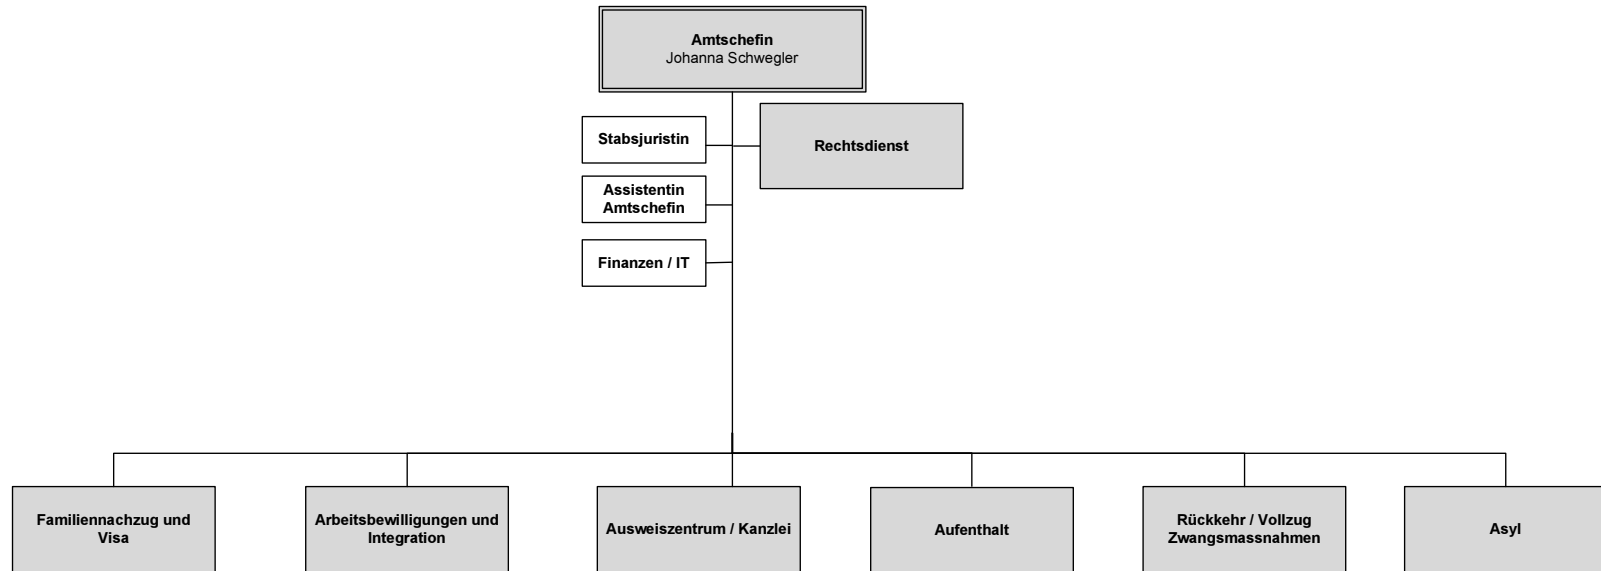 Amtschefin
Johanna Schwegler
Stabsjuristin
Rechtsdienst
Assistentin
Amtschefin
Finanzen / IT
Familiennachzug und
Visa
Arbeitsbewilligungen und
Integration
Ausweiszentrum / Kanzlei
Aufenthalt
Rückkehr / Vollzug
Zwangsmassnahmen
Asyl